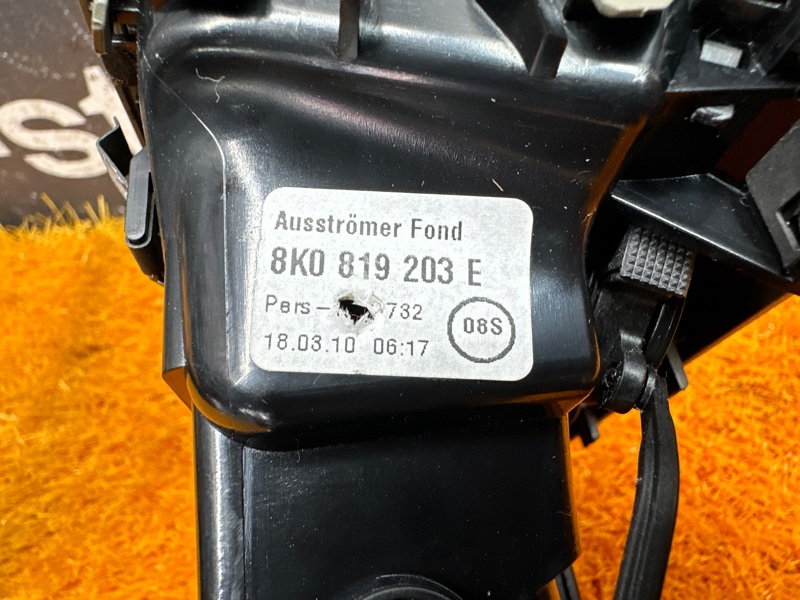 Ausströmer Fond
8K0 819 203 E
Pers- 732
08S
18.03.10 06:17